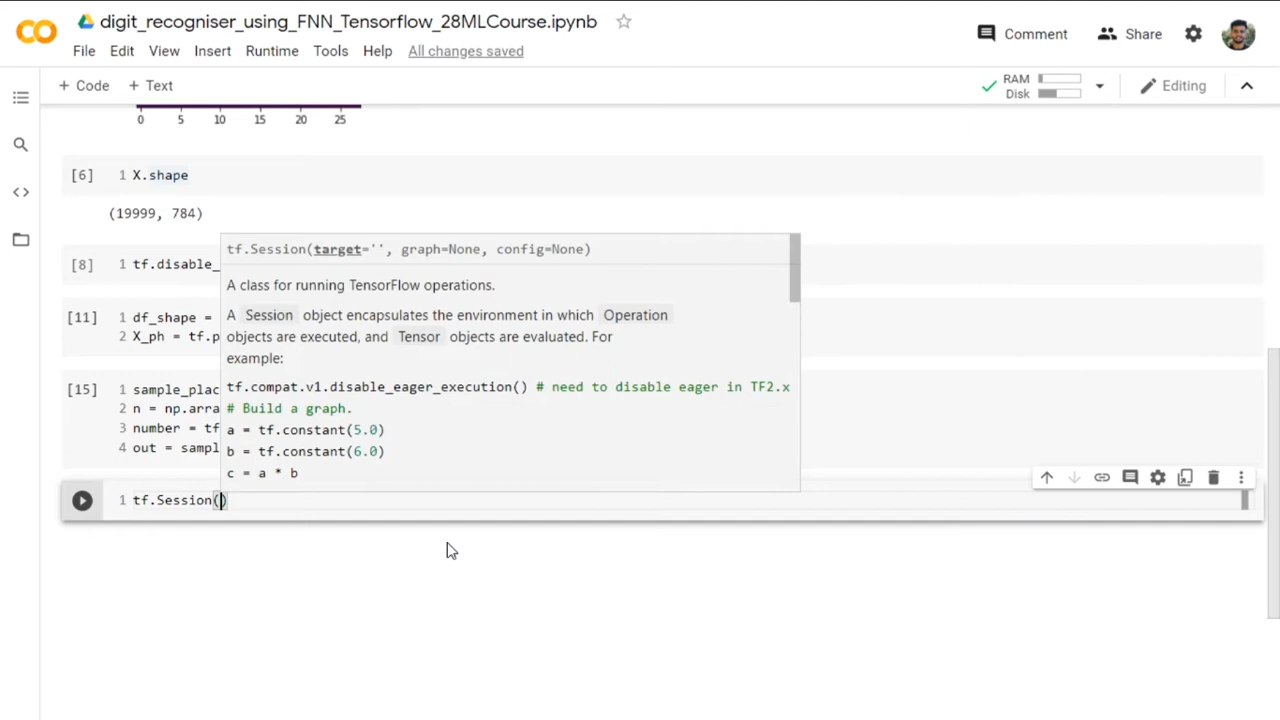 digit_recogniser_using_FNN_Tensorflow_28MLCourse.ipynb
File Edit View Insert Runtime Tools Help All changes saved
Comment Share
+ Code + Text
RAM
Disk
Editing
0 5 10 15 20 25
[6] 1 X.shape
(19999, 784)
tf.Session(target='', graph=None, config=None)
[8] 1 tf.disable_
A class for running TensorFlow operations.
A Session object encapsulates the environment in which Operation
objects are executed, and Tensor objects are evaluated. For
example:
[11] 1 df_shape =
2 X_ph = tf.p
tf.compat.v1.disable_eager_execution() # need to disable eager in TF2.x
# Build a graph.
a = tf.constant(5.0)
b = tf.constant(6.0)
c = a * b
[15] 1 sample_plac
2 n = np.arra
3 number = tf
4 out = sampl
1 tf.Session()